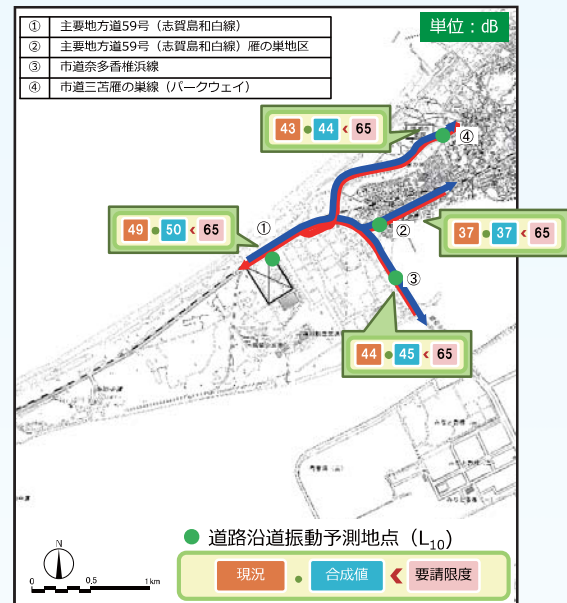 ① 主要地方道59号（志賀島和白線）
② 主要地方道59号（志賀島和白線）雁の巣地区
③ 市道奈多香椎浜線
④ 市道三苫雁の巣線（パークウェイ）
単位：dB
43 ● 44 < 65
④
①
49 ● 50 < 65
②
37 ● 37 < 65
③
44 ● 45 < 65
● 道路沿道振動予測地点（L10）
現況 ● 合成値 < 要請限度
N
0 0.5 1km